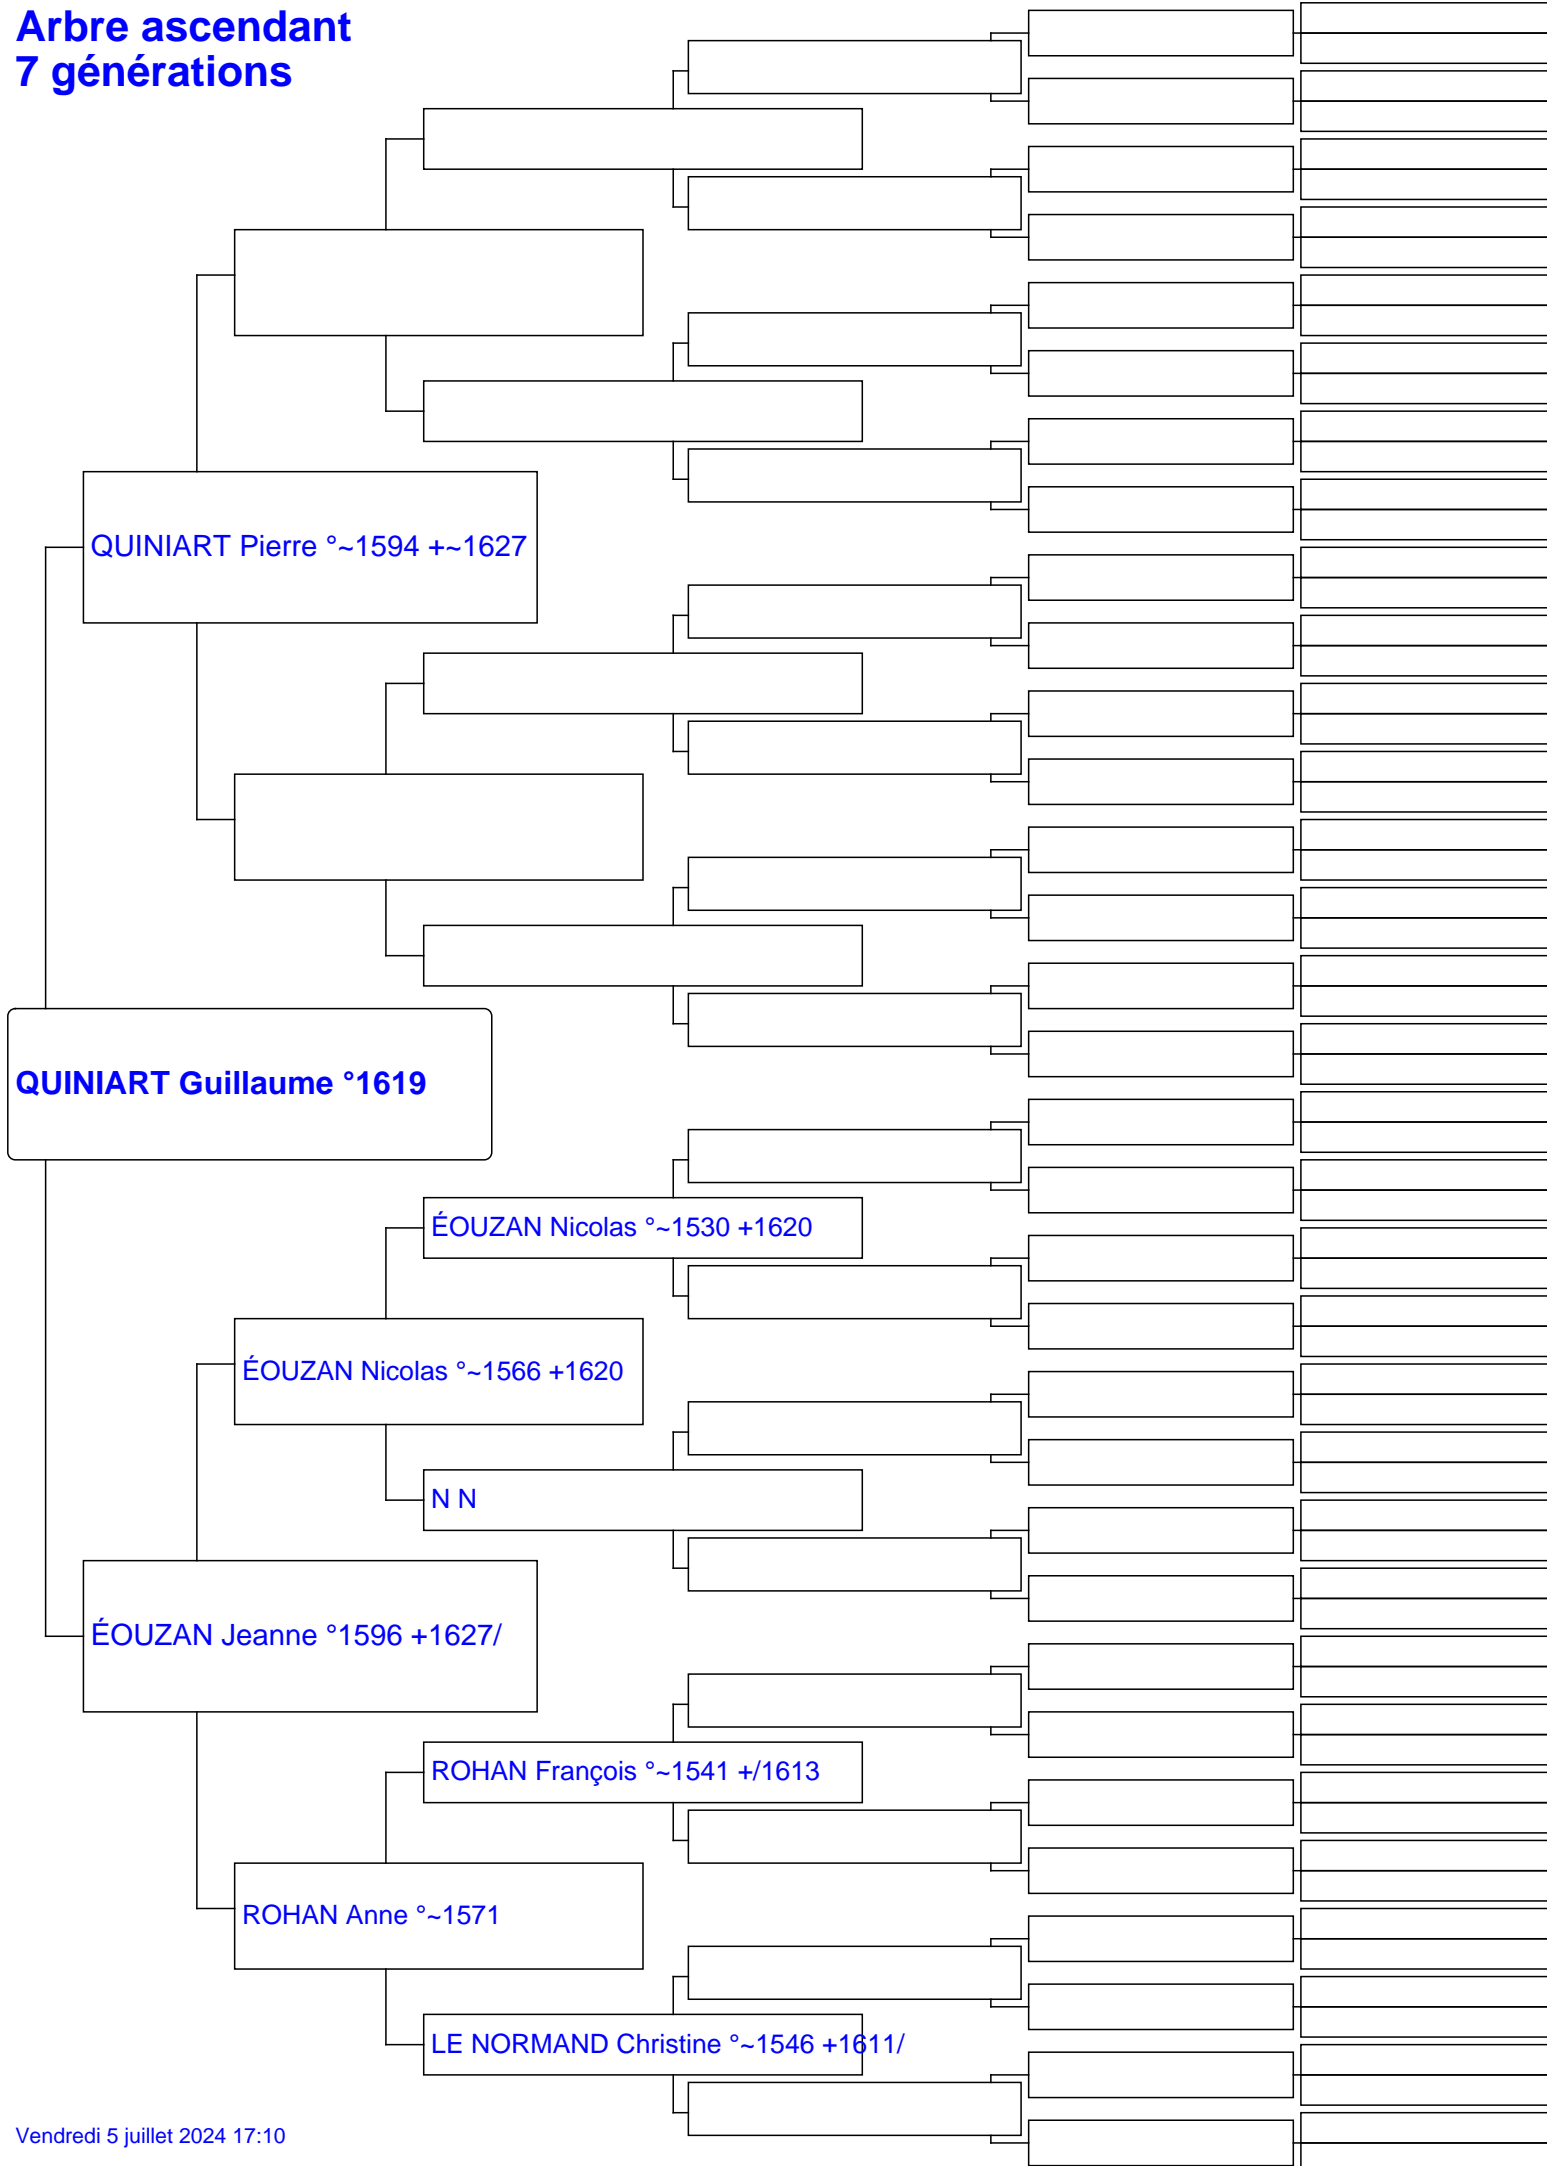 Arbre ascendant
7 générations
QUINIART Pierre °~1594 +~1627
QUINIART Guillaume °1619
ÉOUZAN Nicolas °~1530 +1620
ÉOUZAN Nicolas °~1566 +1620
N N
ÉOUZAN Jeanne °1596 +1627/
ROHAN François °~1541 +/1613
ROHAN Anne °~1571
LE NORMAND Christine °~1546 +1611/
Vendredi 5 juillet 2024 17:10